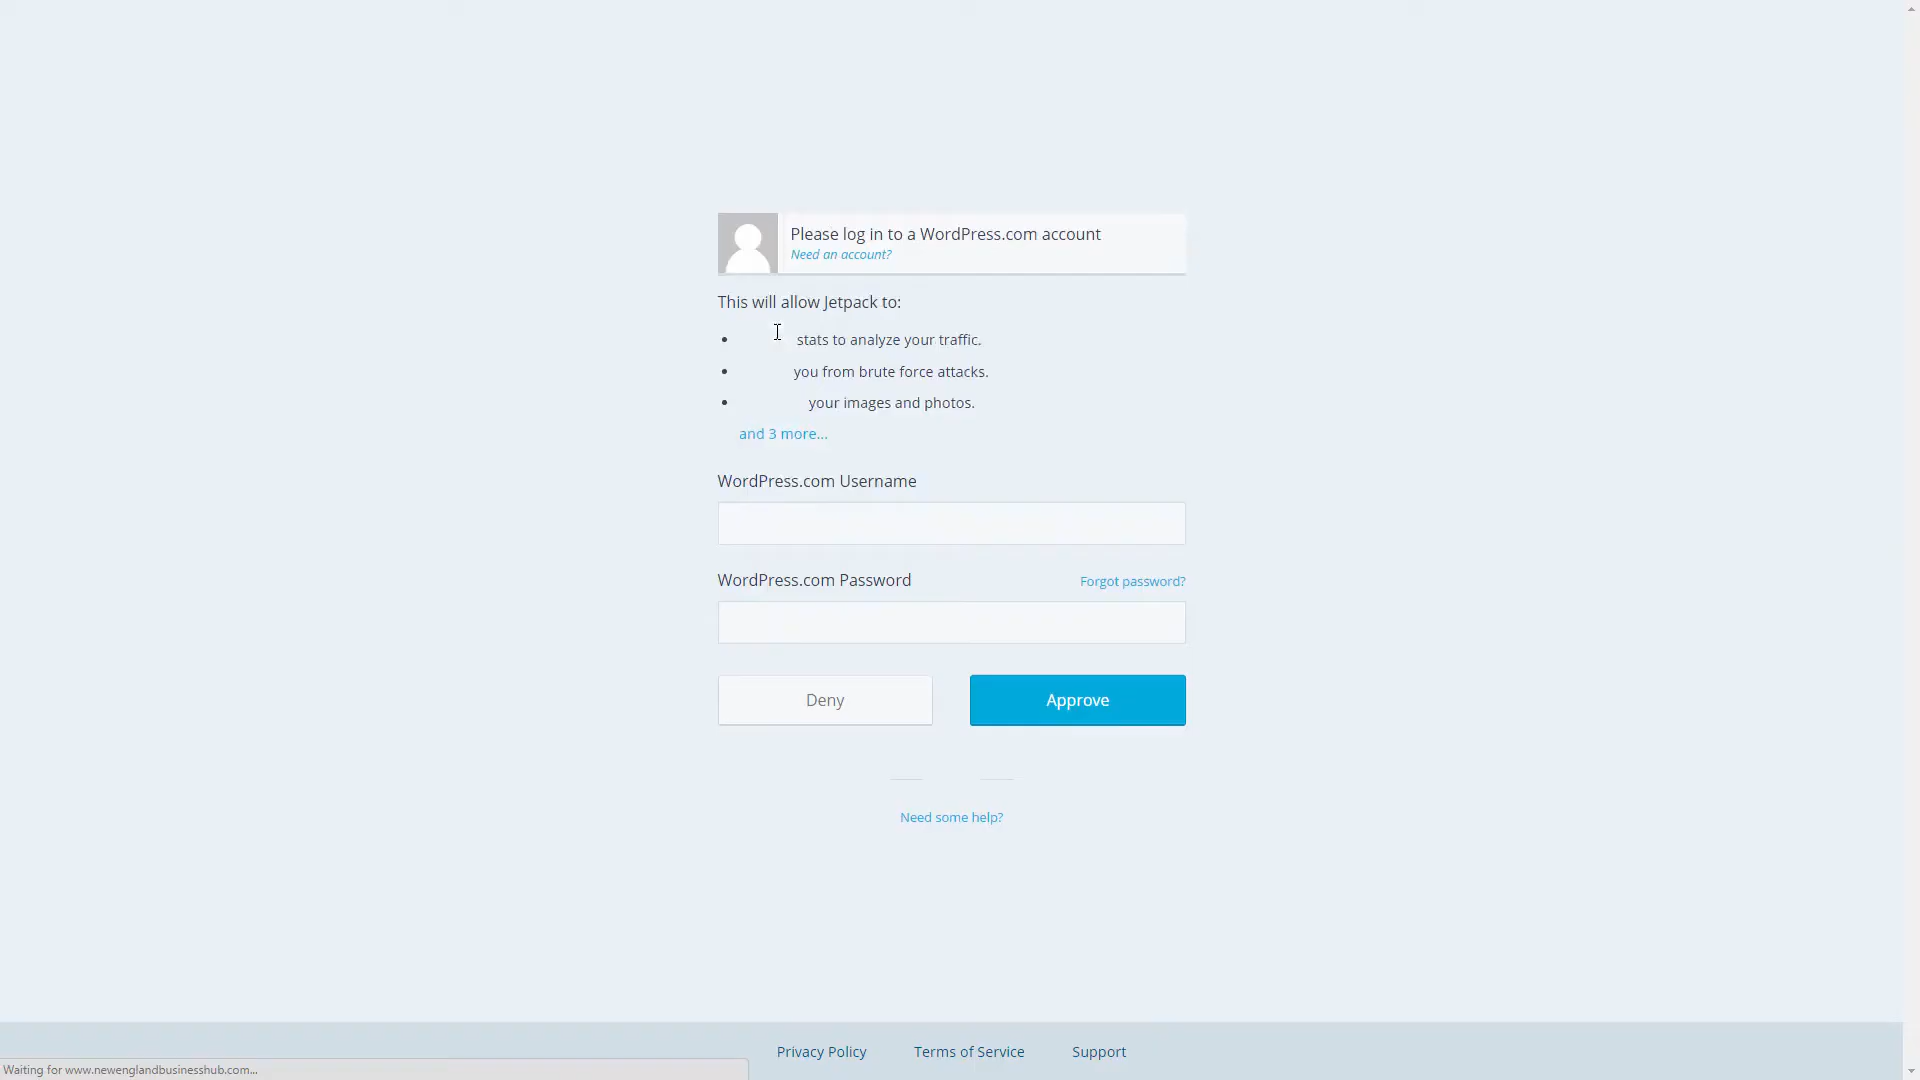 Please log in to a WordPress.com account
Need an account?
This will allow Jetpack to:
stats to analyze your traffic.
you from brute force attacks.
your images and photos.
and 3 more...
WordPress.com Username
WordPress.com Password
Forgot password?
Deny
Approve
Need some help?
Privacy Policy
Terms of Service
Support
Waiting for www.newenglandbusinesshub.com...